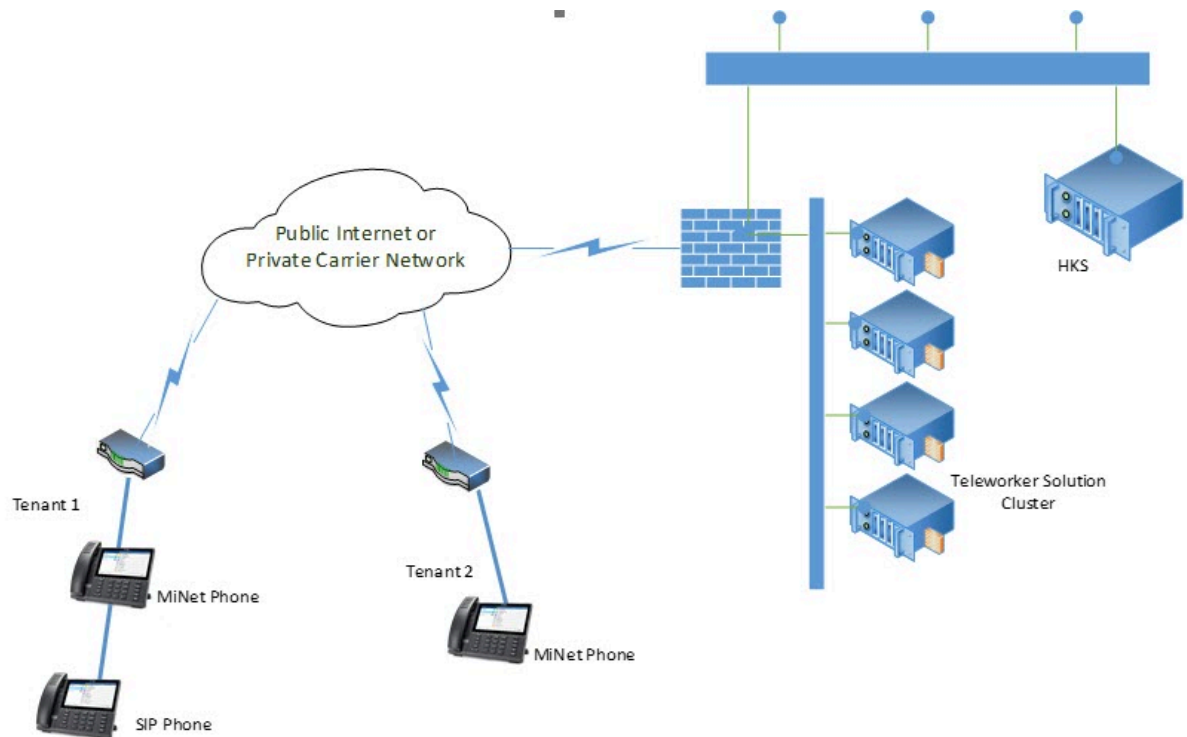 Public Internet or
Private Carrier Network
HKS
Teleworker Solution
Cluster
Tenant 1
MiNet Phone
SIP Phone
Tenant 2
MiNet Phone